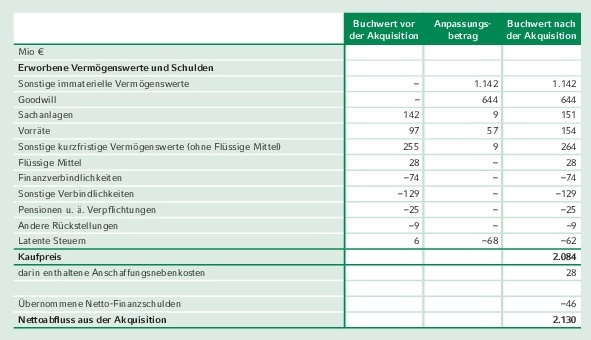 Buchwert vor der Akquisition Anpassungs-betrag Buchwert nach der Akquisition
Mio €
Erworbene Vermögenswerte und Schulden
Sonstige immaterielle Vermögenswerte – 1.142 1.142
Goodwill – 644 644
Sachanlagen 142 9 151
Vorräte 97 57 154
Sonstige kurzfristige Vermögenswerte (ohne Flüssige Mittel) 255 9 264
Flüssige Mittel 28 – 28
Finanzverbindlichkeiten –74 – –74
Sonstige Verbindlichkeiten –129 – –129
Pensionen u. ä. Verpflichtungen –25 – –25
Andere Rückstellungen –9 – –9
Latente Steuern 6 –68 –62
Kaufpreis 2.084
darin enthaltene Anschaffungsnebenkosten 28
Übernommene Netto-Finanzschulden –46
Nettoabfluss aus der Akquisition 2.130